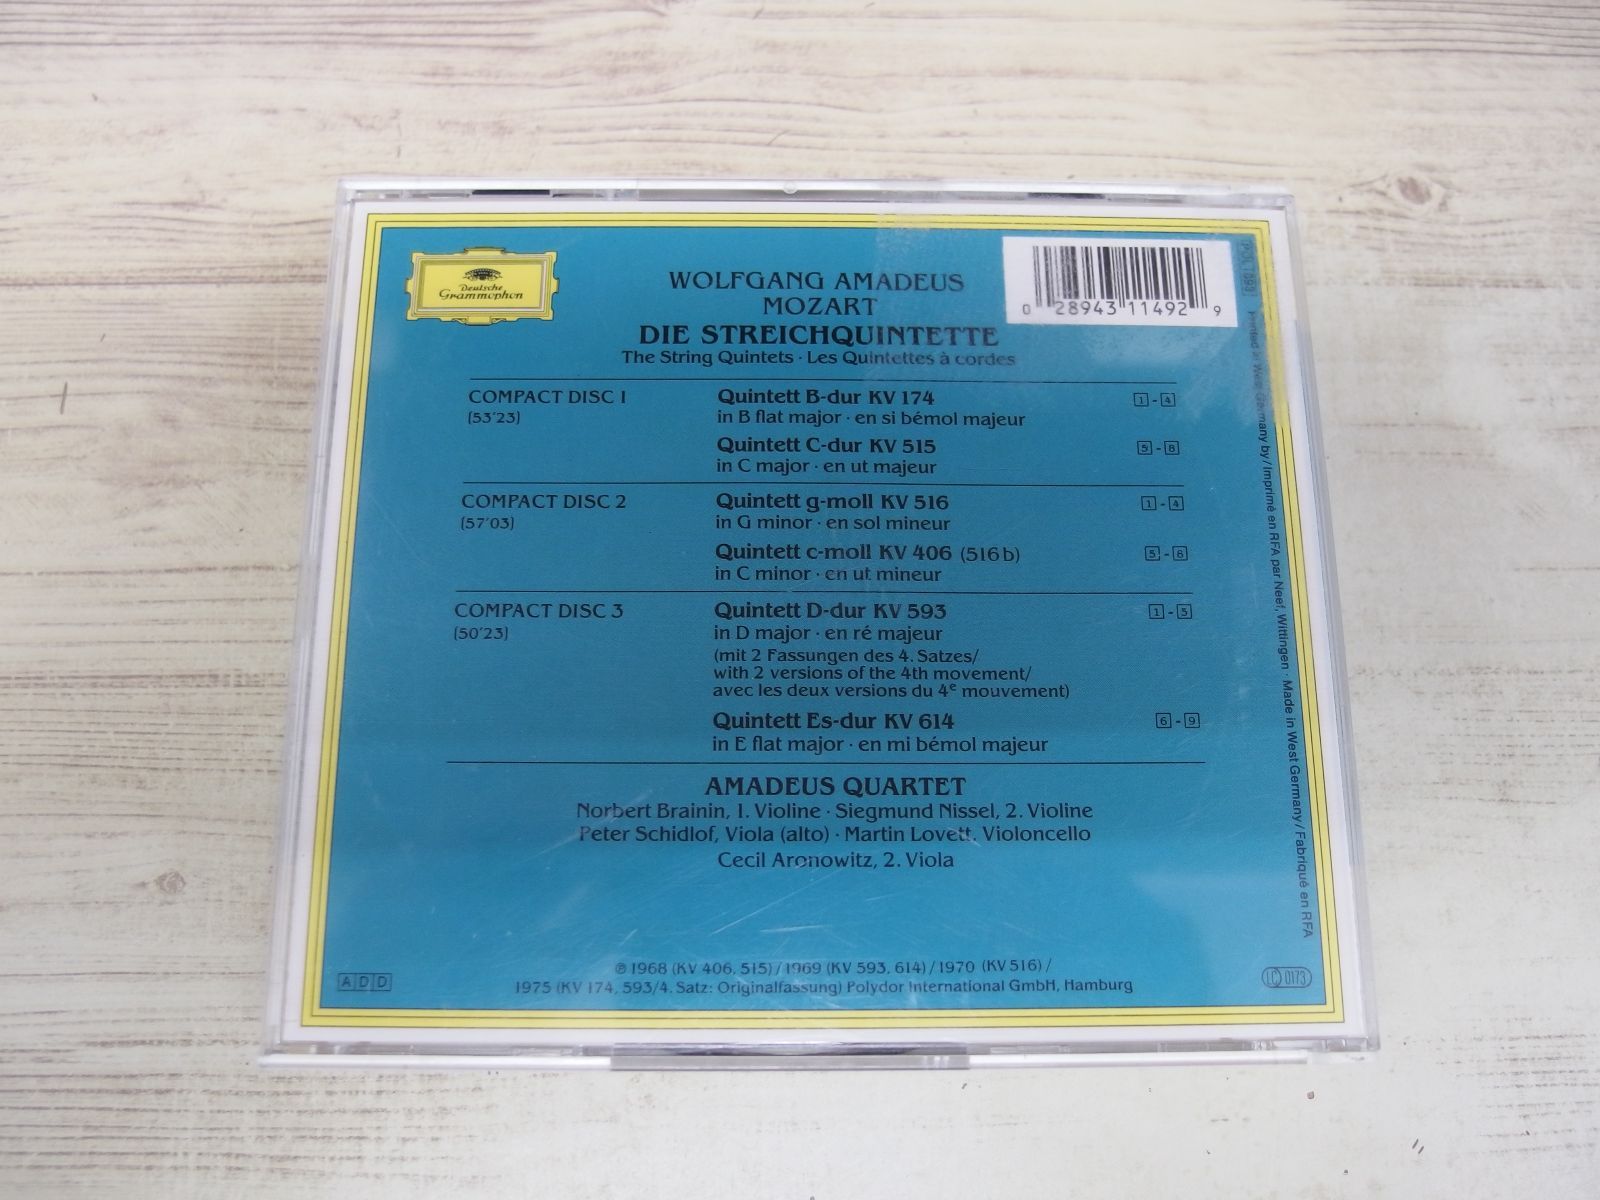 Deutsche
Grammophon
WOLFGANG AMADEUS
MOZART
DIE STREICHQUINTETTE
The String Quintets · Les Quintettes à cordes
0 28943 11492 9
COMPACT DISC 1
(53'23)
Quintett B-dur KV 174
in B flat major · en si bémol majeur
1 - 4
Quintett C-dur KV 515
in C major · en ut majeur
5 - 8
COMPACT DISC 2
(57'03)
Quintett g-moll KV 516
in G minor · en sol mineur
1 - 4
Quintett c-moll KV 406 (516b)
in C minor · en ut mineur
5 - 8
COMPACT DISC 3
(50'23)
Quintett D-dur KV 593
in D major · en ré majeur
(mit 2 Fassungen des 4. Satzes/
with 2 versions of the 4th movement/
avec les deux versions du 4e mouvement)
1 - 5
Quintett Es-dur KV 614
in E flat major · en mi bémol majeur
6 - 9
AMADEUS QUARTET
Norbert Brainin, 1. Violine · Siegmund Nissel, 2. Violine
Peter Schidlof, Viola (alto) · Martin Lovett, Violoncello
Cecil Aronowitz, 2. Viola
℗ 1968 (KV 406, 515) / 1969 (KV 593, 614) / 1970 (KV 516) /
1975 (KV 174, 593/4. Satz: Originalfassung) Polydor International GmbH, Hamburg
ADD
LC 0173
Printed in West Germany by/Imprimé en RFA par Neef, Wittingen · Made in West Germany/Fabriqué en RFA